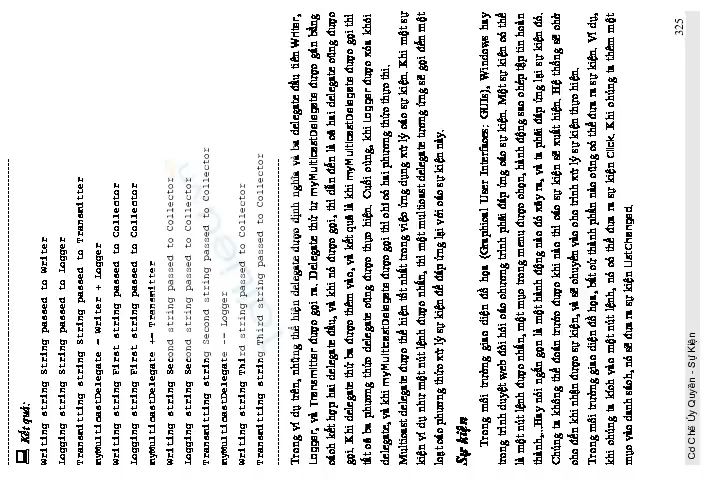 Kết quả:
Writing string String passed to Writer
Logging string String passed to Logger
Transmitting string String passed to Transmitter
myMulticastDelegate = Writer + Logger
Writing string First string passed to Collector
Logging string First string passed to Collector
myMulticastDelegate += Transmitter
Writing string Second string passed to Collector
Logging string Second string passed to Collector
Transmitting string Second string passed to Collector
myMulticastDelegate -= Logger
Writing string Third string passed to Collector
Transmitting string Third string passed to Collector
Trong ví dụ trên, những thể hiện delegate được định nghĩa và ba delegate đầu tiên Writer,
Logger, và Transmitter được gọi ra. Delegate thứ tư myMulticastDelegate được gán bằng
cách kết hợp hai delegate đầu, và khi nó được gọi, thì dẫn đến là cả hai delegate cũng được
gọi. Khi delegate thứ ba được thêm vào, và kết quả là khi myMulticastDelegate được gọi thì
tất cả ba phương thức delegate cũng được thực hiện. Cuối cùng, khi Logger được xóa khỏi
delegate, và khi myMulticastDelegate được gọi thì chỉ có hai phương thức thực thi.
Multicast delegate được thể hiện tốt nhất trong việc ứng dụng xử lý các sự kiện. Khi một sự
kiện ví dụ như một nút lệnh được nhấn, thì một multicast delegate tương ứng sẽ gọi đến một
loạt các phương thức xử lý sự kiện để đáp ứng lại với các sự kiện này.
Sự kiện
Trong môi trường giao diện đồ họa (Graphical User Interfaces: GUIs), Windows hay
trong trình duyệt web đòi hỏi các chương trình phải đáp ứng các sự kiện. Một sự kiện có thể
là một nút lệnh được nhấn, một mục trong menu được chọn, hành động sao chép tập tin hoàn
thành,...Hay nói ngắn gọn là một hành động nào đó xảy ra, và ta phải đáp ứng lại sự kiện đó.
Chúng ta không thể đoán trước được khi nào thì các sự kiện sẽ xuất hiện. Hệ thống sẽ chờ
cho đến khi nhận được sự kiện, và sẽ chuyển vào cho trình xử lý sự kiện thực hiện.
Trong môi trường giao diện đồ họa, bất cứ thành phần nào cũng có thể đưa ra sự kiện. Ví dụ,
khi chúng ta kích vào một nút lệnh, nó có thể đưa ra sự kiện Click. Khi chúng ta thêm một
mục vào danh sách, nó sẽ đưa ra sự kiện ListChanged.
Cơ Chế Ủy Quyền - Sự Kiện
325